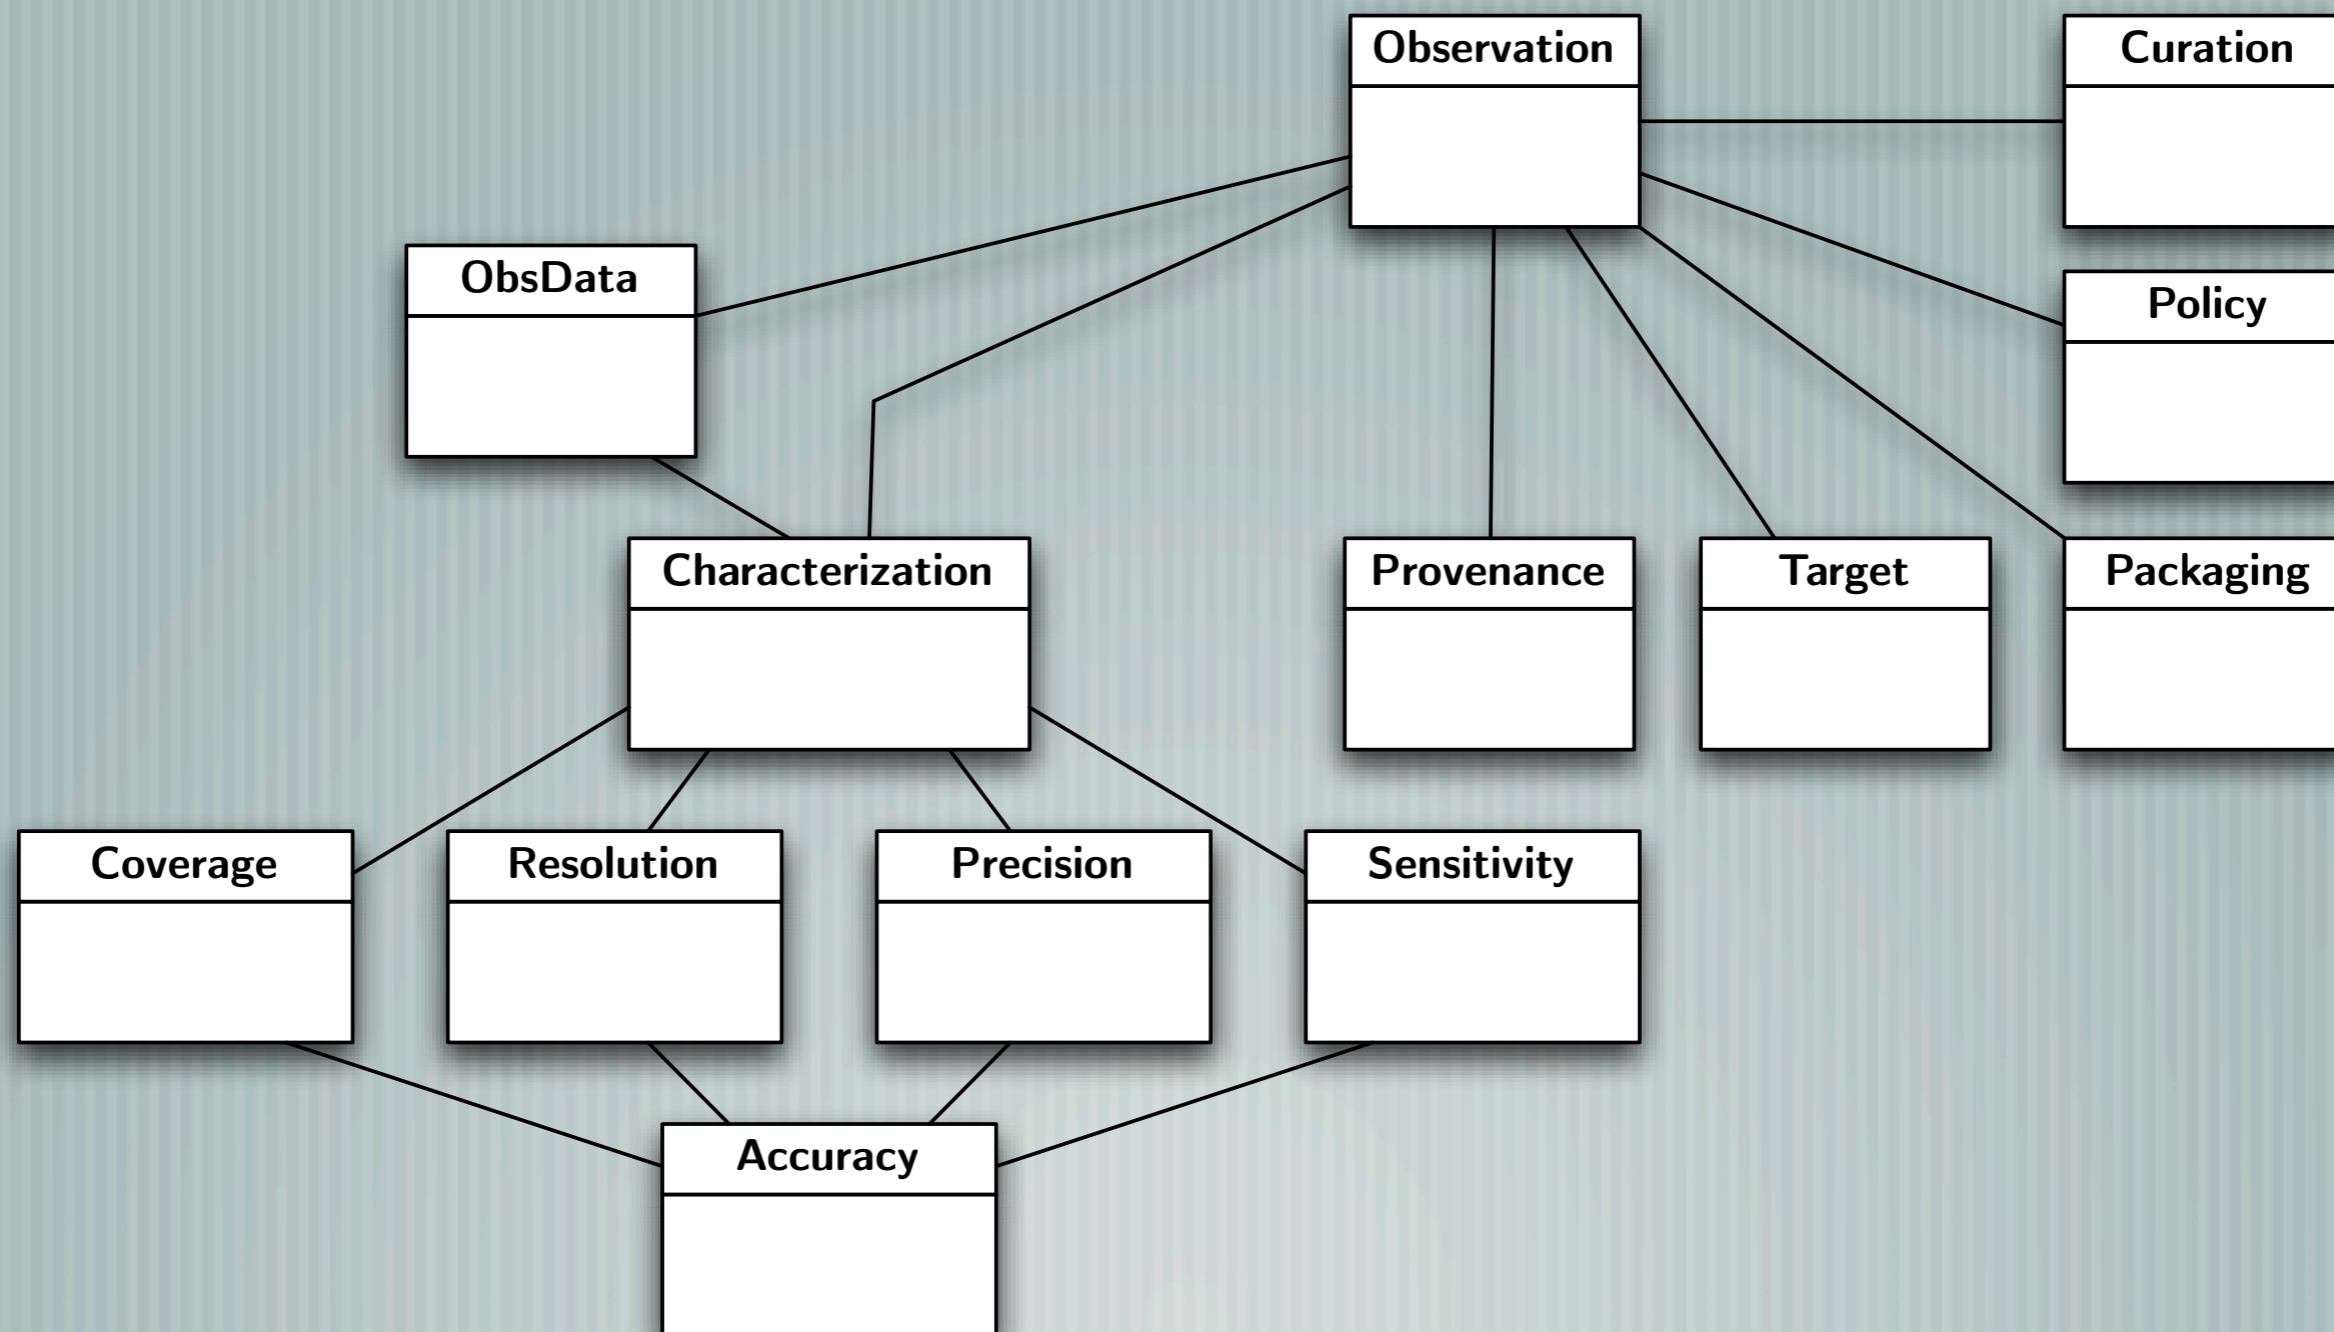 Observation
Curation
ObsData
Policy
Characterization
Provenance
Target
Packaging
Coverage
Resolution
Precision
Sensitivity
Accuracy